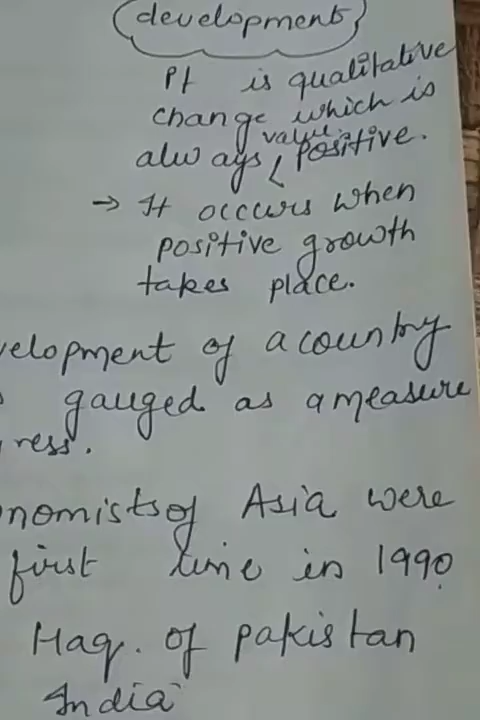 development
It is qualitative
change which is
always value positive.
→ It occurs when
positive growth
takes place.
velopment of a country
gauged as a measure
ress.
nomists of Asia were
first time in 1990
Haq. of pakistan
India